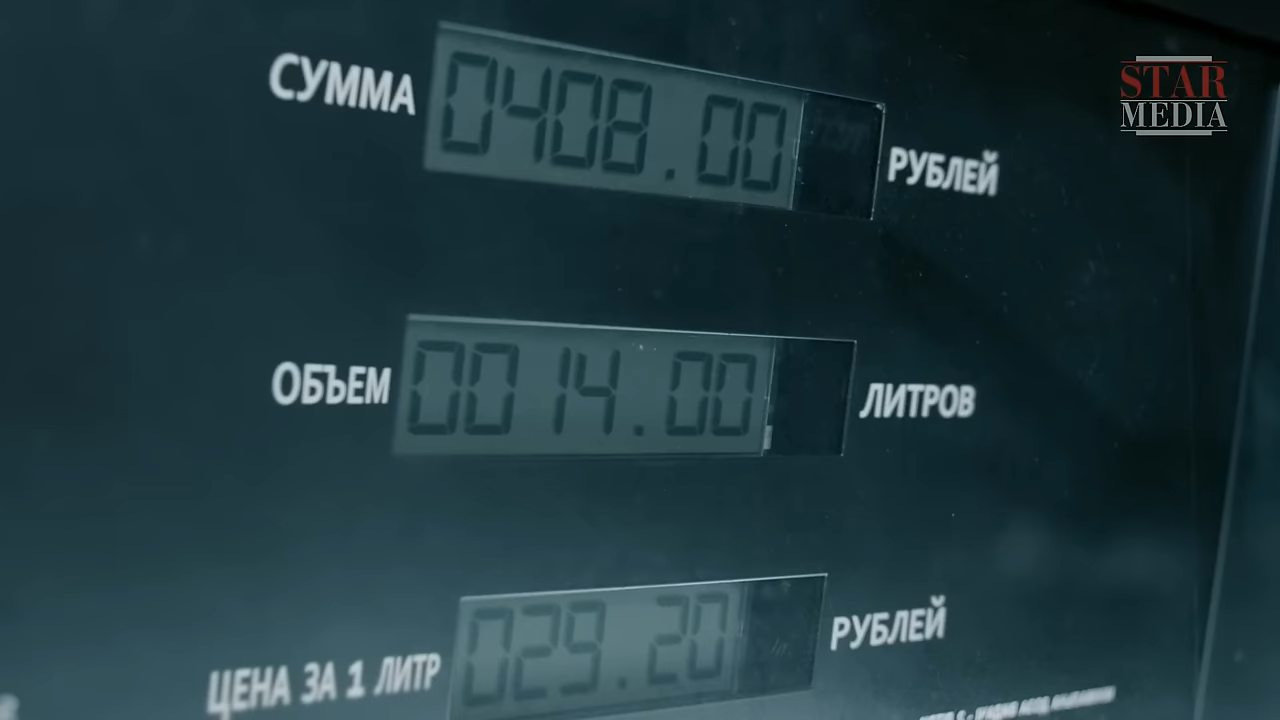 СУММА 0408.00 РУБЛЕЙ
STAR
MEDIA
ОБЪЕМ 0014.00 ЛИТРОВ
ЦЕНА ЗА 1 ЛИТР 029.20 РУБЛЕЙ